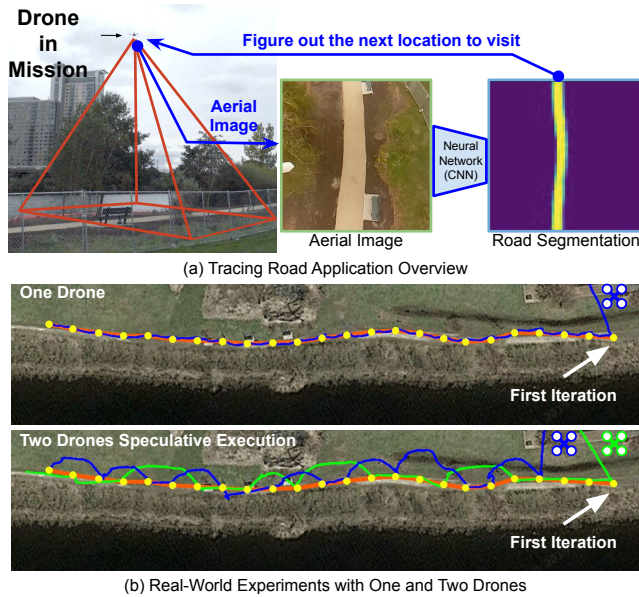 Drone
in
Mission
Figure out the next location to visit
Aerial
Image
Neural
Network
(CNN)
Aerial Image
Road Segmentation
(a) Tracing Road Application Overview
One Drone
First Iteration
Two Drones Speculative Execution
First Iteration
(b) Real-World Experiments with One and Two Drones